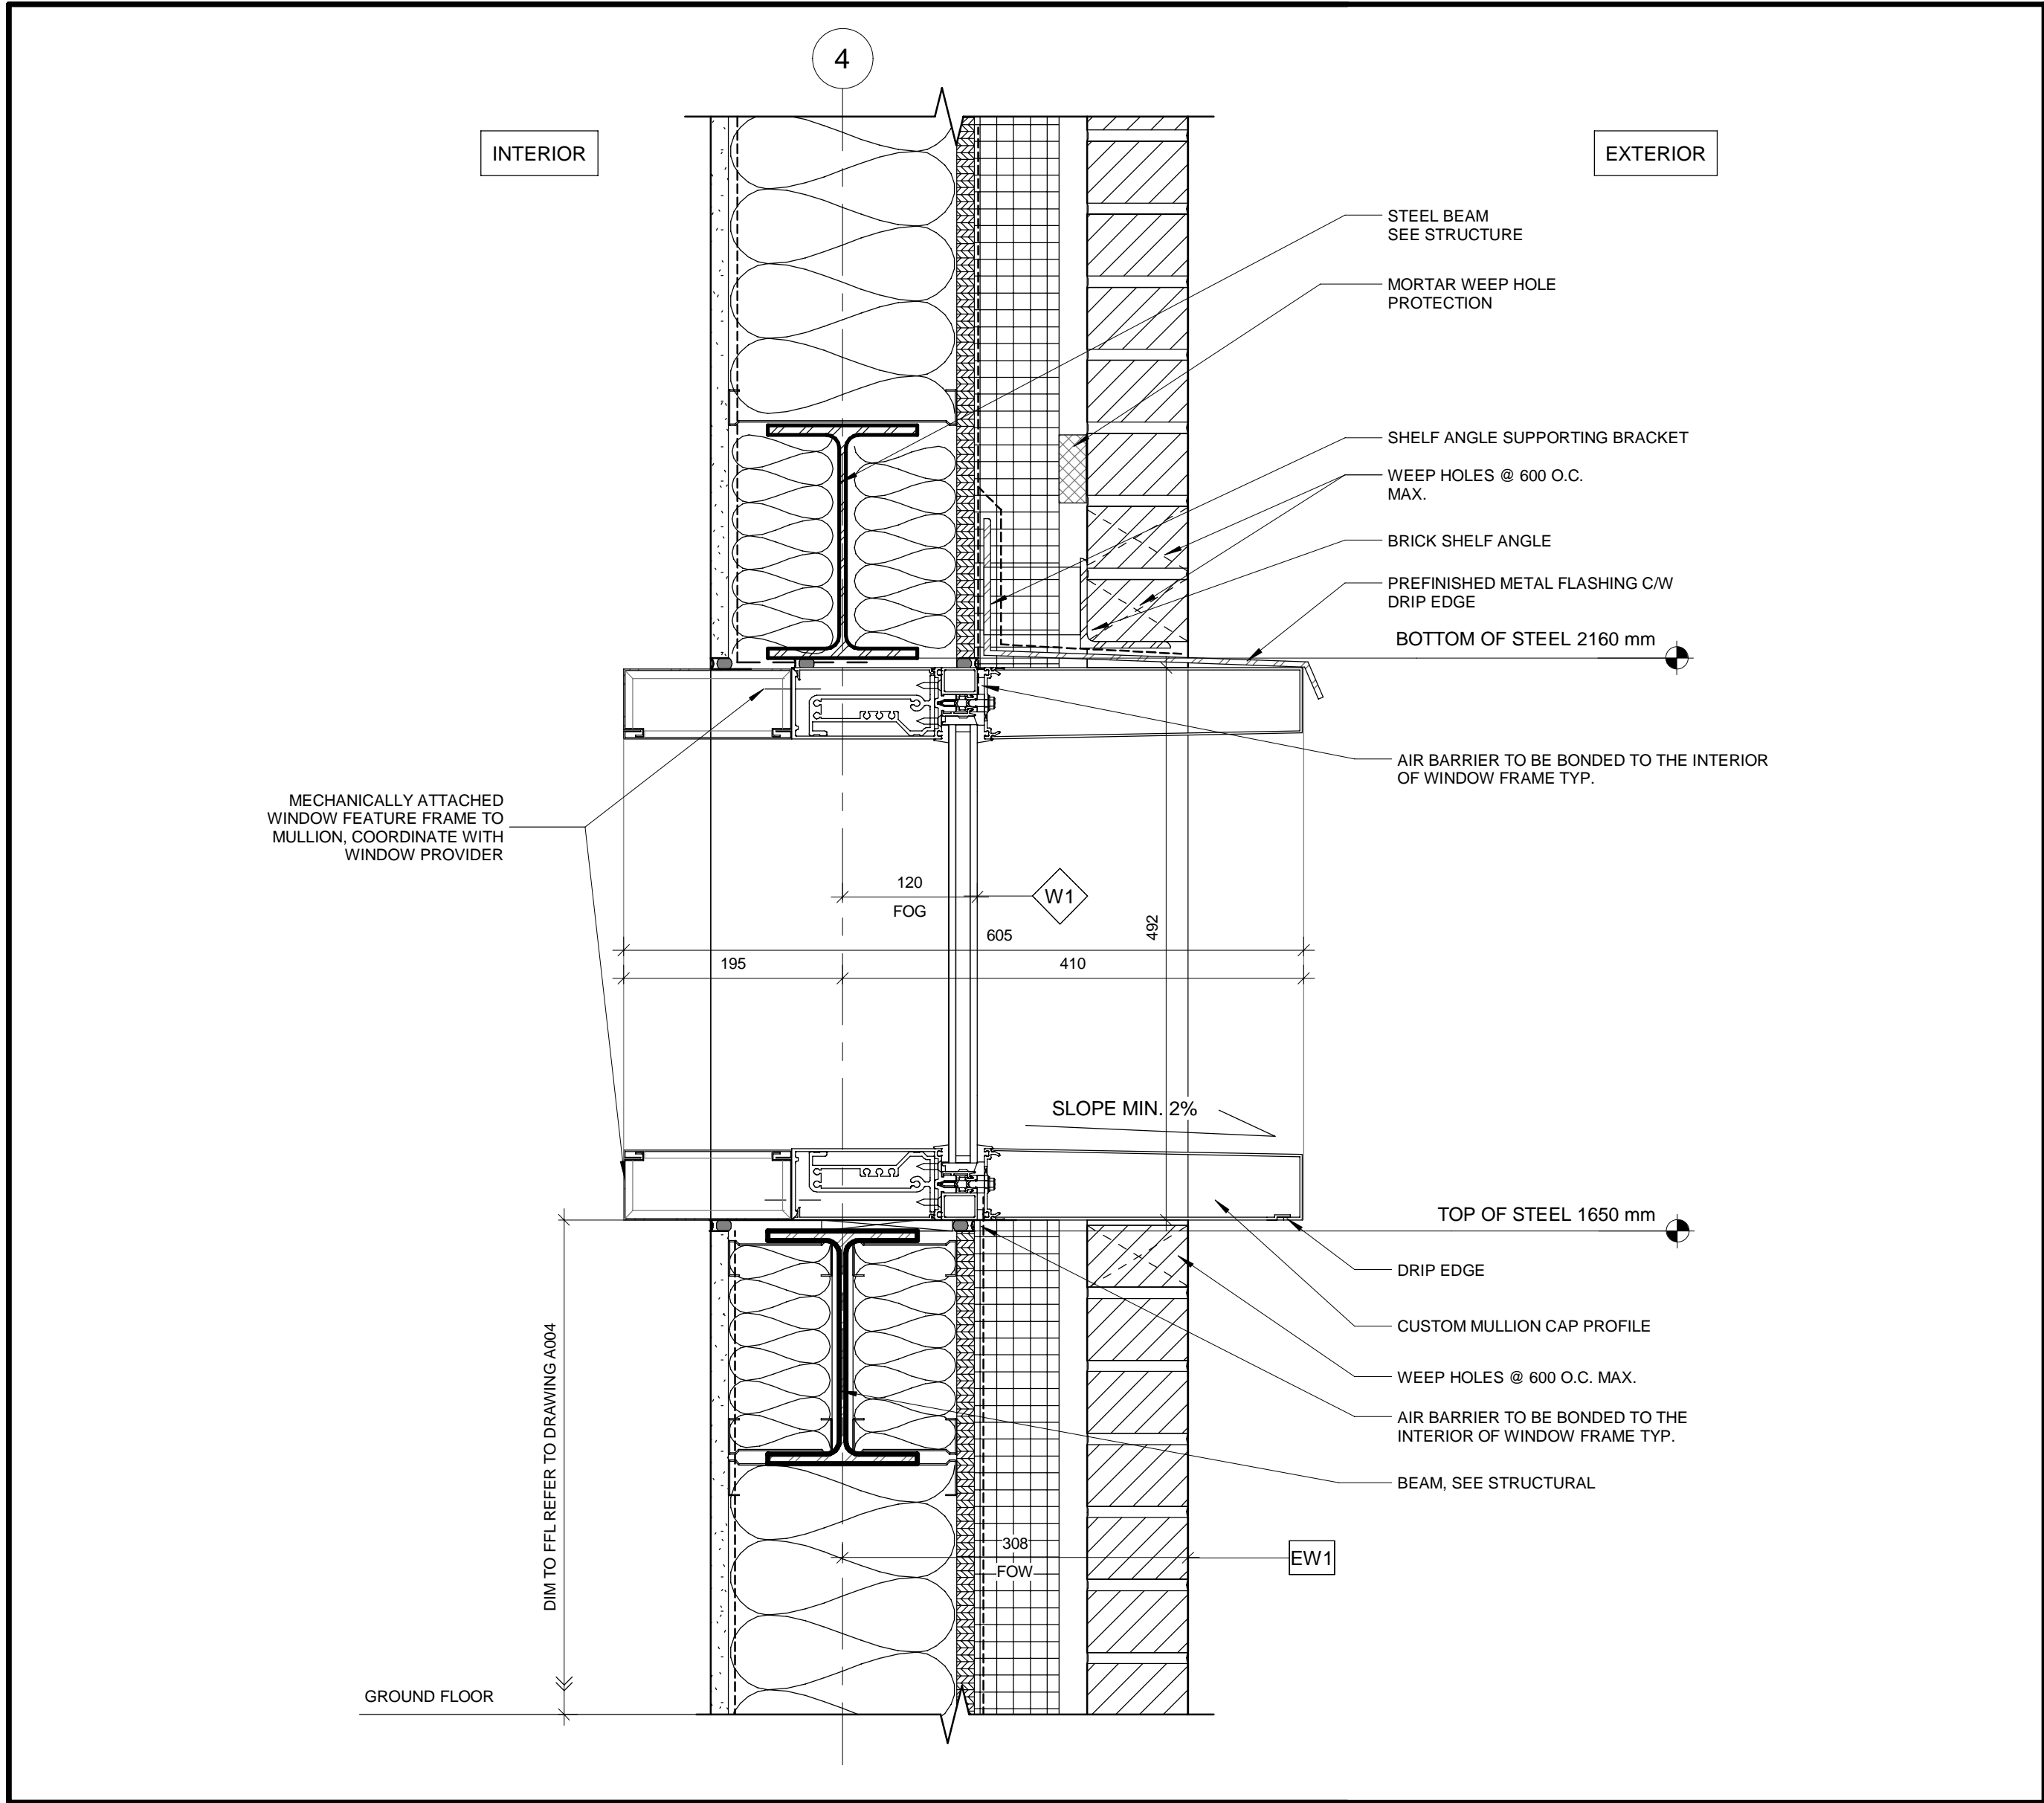 4
INTERIOR
EXTERIOR
STEEL BEAM
SEE STRUCTURE
MORTAR WEEP HOLE
PROTECTION
SHELF ANGLE SUPPORTING BRACKET
WEEP HOLES @ 600 O.C.
MAX.
BRICK SHELF ANGLE
PREFINISHED METAL FLASHING C/W
DRIP EDGE
BOTTOM OF STEEL 2160 mm
AIR BARRIER TO BE BONDED TO THE INTERIOR
OF WINDOW FRAME TYP.
MECHANICALLY ATTACHED
WINDOW FEATURE FRAME TO
MULLION, COORDINATE WITH
WINDOW PROVIDER
120
FOG
W1
605
492
195
410
SLOPE MIN. 2%
TOP OF STEEL 1650 mm
DRIP EDGE
CUSTOM MULLION CAP PROFILE
WEEP HOLES @ 600 O.C. MAX.
AIR BARRIER TO BE BONDED TO THE
INTERIOR OF WINDOW FRAME TYP.
BEAM, SEE STRUCTURAL
DIM TO FFL REFER TO DRAWING A004
308
FOW
EW1
GROUND FLOOR